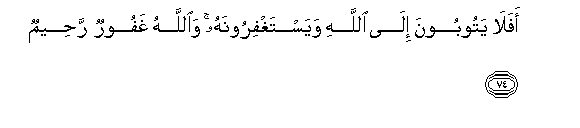 أَفَلَا يَتُوبُونَ إِلَى ٱللَّهِ وَيَسْتَغْفِرُونَهُۥ ۚ وَٱللَّهُ غَفُورٌ رَّحِيمٌ
٧٤